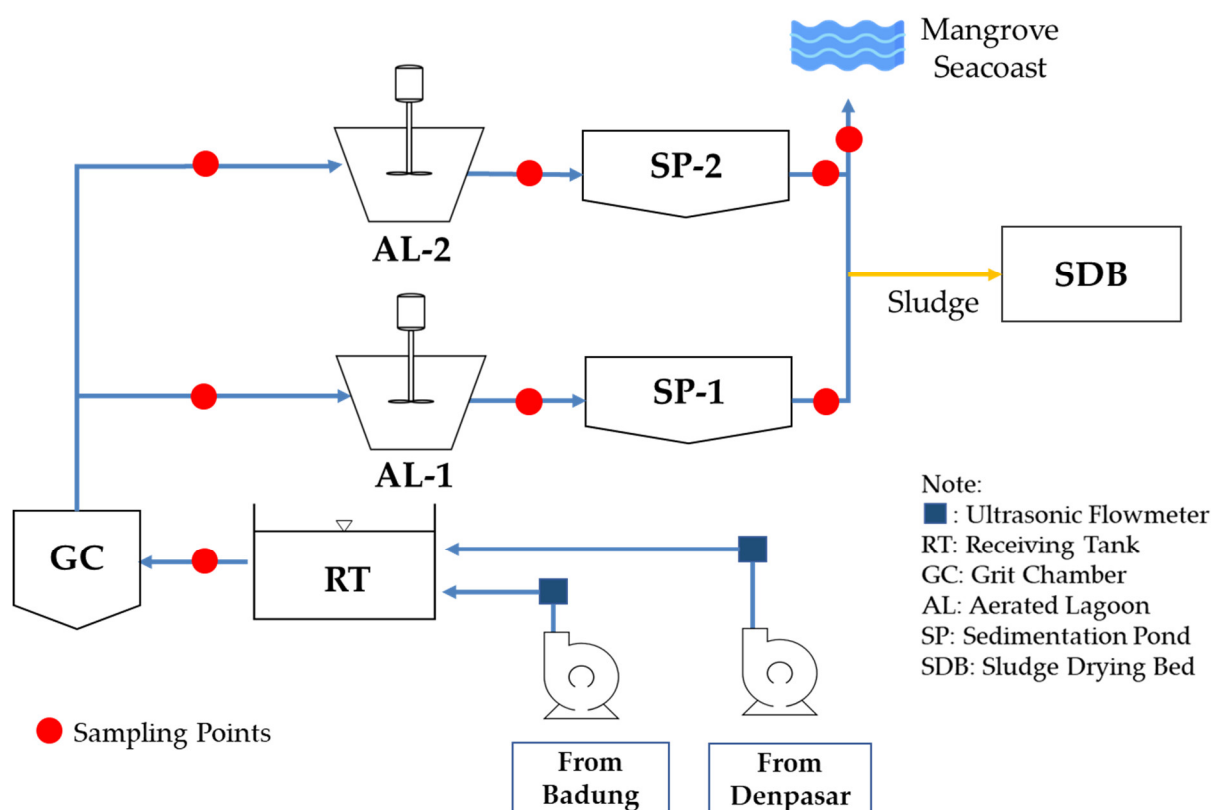 Mangrove
Seacoast
SP-2
AL-2
SDB
Sludge
SP-1
AL-1
GC
RT
Note:
: Ultrasonic Flowmeter
RT: Receiving Tank
GC: Grit Chamber
AL: Aerated Lagoon
SP: Sedimentation Pond
SDB: Sludge Drying Bed
Sampling Points
From
Badung
From
Denpasar